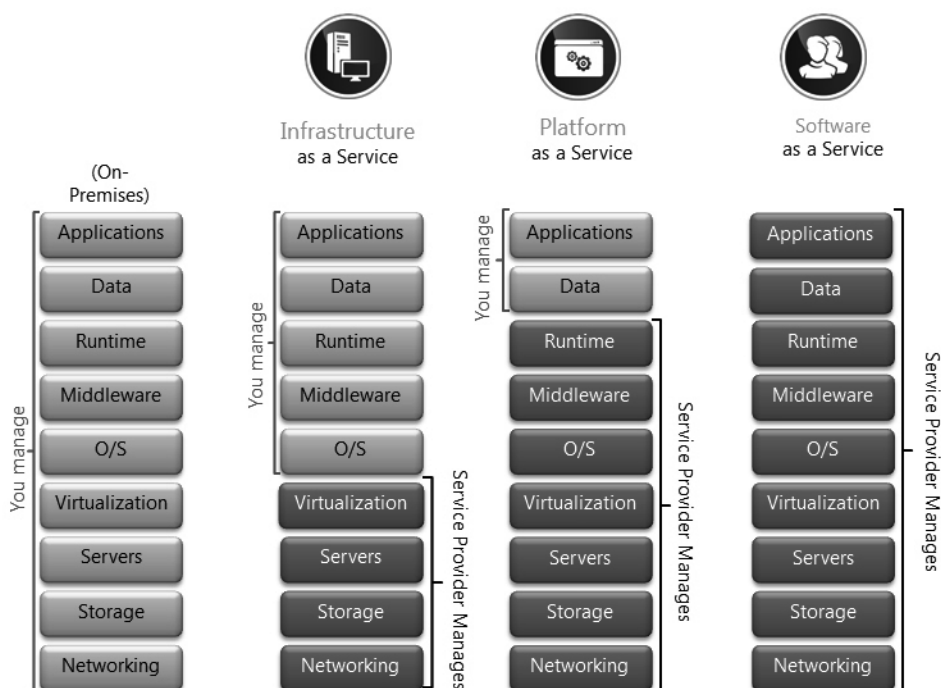 Infrastructure
as a Service
Platform
as a Service
Software
as a Service
(On-
Premises)
You manage
Applications
Data
Runtime
Middleware
O/S
Virtualization
Servers
Storage
Networking
You manage
Applications
Data
Runtime
Middleware
O/S
Virtualization
Servers
Storage
Networking
Service Provider Manages
You manage
Applications
Data
Runtime
Middleware
O/S
Virtualization
Servers
Storage
Networking
Service Provider Manages
Applications
Data
Runtime
Middleware
O/S
Virtualization
Servers
Storage
Networking
Service Provider Manages